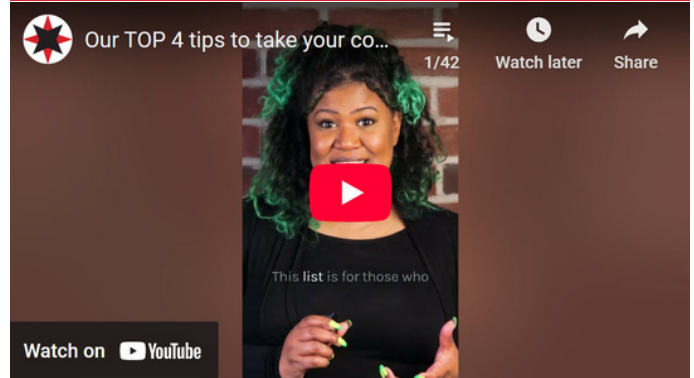 Our TOP 4 tips to take your co...
1/42
Watch later
Share
This list is for those who
Watch on YouTube